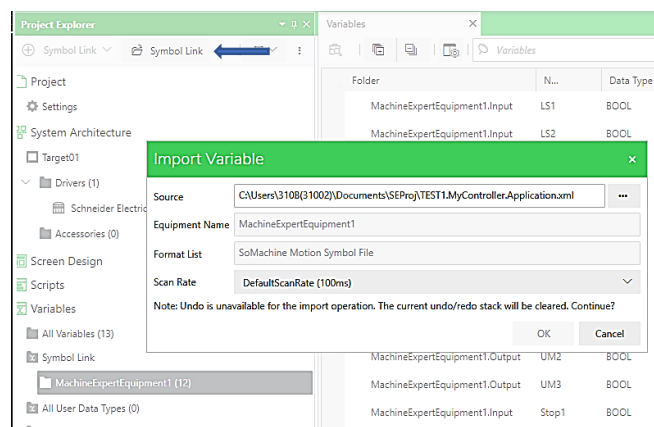 Project Explorer
Symbol Link
Symbol Link
Project
Settings
System Architecture
Target01
Drivers (1)
Schneider Electric
Accessories (0)
Screen Design
Scripts
Variables
All Variables (13)
Symbol Link
MachineExpertEquipment1 (12)
All User Data Types (0)
Variables
Variables
Folder N... Data Type
MachineExpertEquipment1.Input LS1 BOOL
MachineExpertEquipment1.Input LS2 BOOL
Import Variable
Source C:\Users\310B(31002)\Documents\SEProj\TEST1.MyController.Application.xml ...
Equipment Name MachineExpertEquipment1
Format List SoMachine Motion Symbol File
Scan Rate DefaultScanRate (100ms)
Note: Undo is unavailable for the import operation. The current undo/redo stack will be cleared. Continue?
OK Cancel
MachineExpertEquipment1.Output UM2 BOOL
MachineExpertEquipment1.Output UM3 BOOL
MachineExpertEquipment1.Input Stop1 BOOL